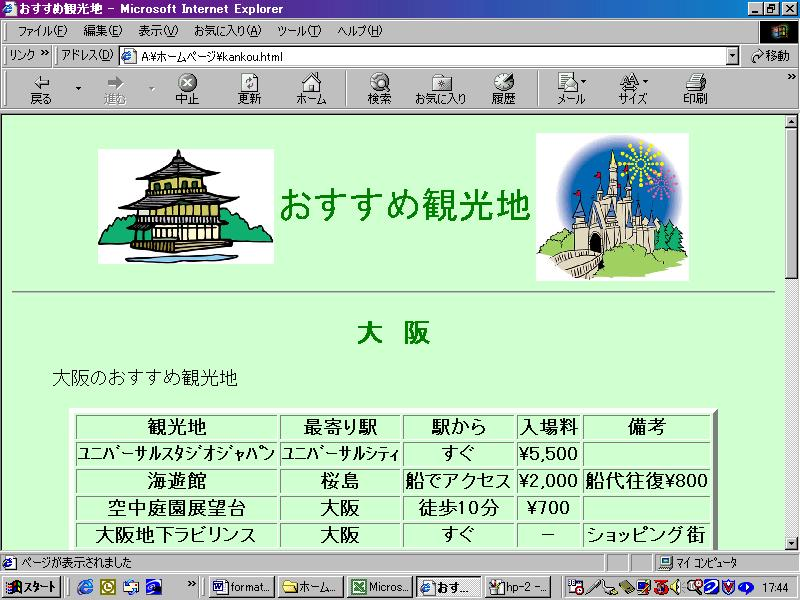 おすすめ観光地 - Microsoft Internet Explorer
ファイル(F) 編集(E) 表示(V) お気に入り(A) ツール(T) ヘルプ(H)
リンク » アドレス(D) A:¥ホームページ¥kankou.html 移動
戻る 進む 中止 更新 ホーム 検索 お気に入り 履歴 メール サイズ 印刷 »
おすすめ観光地
大 阪
大阪のおすすめ観光地
観光地 最寄り駅 駅から 入場料 備考
ユニバーサルスタジオジャパン ユニバーサルシティ すぐ ¥5,500
海遊館 桜島 船でアクセス ¥2,000 船代往復¥800
空中庭園展望台 大阪 徒歩10分 ¥700
大阪地下ラビリンス 大阪 すぐ － ショッピング街
ページが表示されました マイ コンピュータ
スタート » format... ホーム... Micros... おす... hp-2 -... 17:44